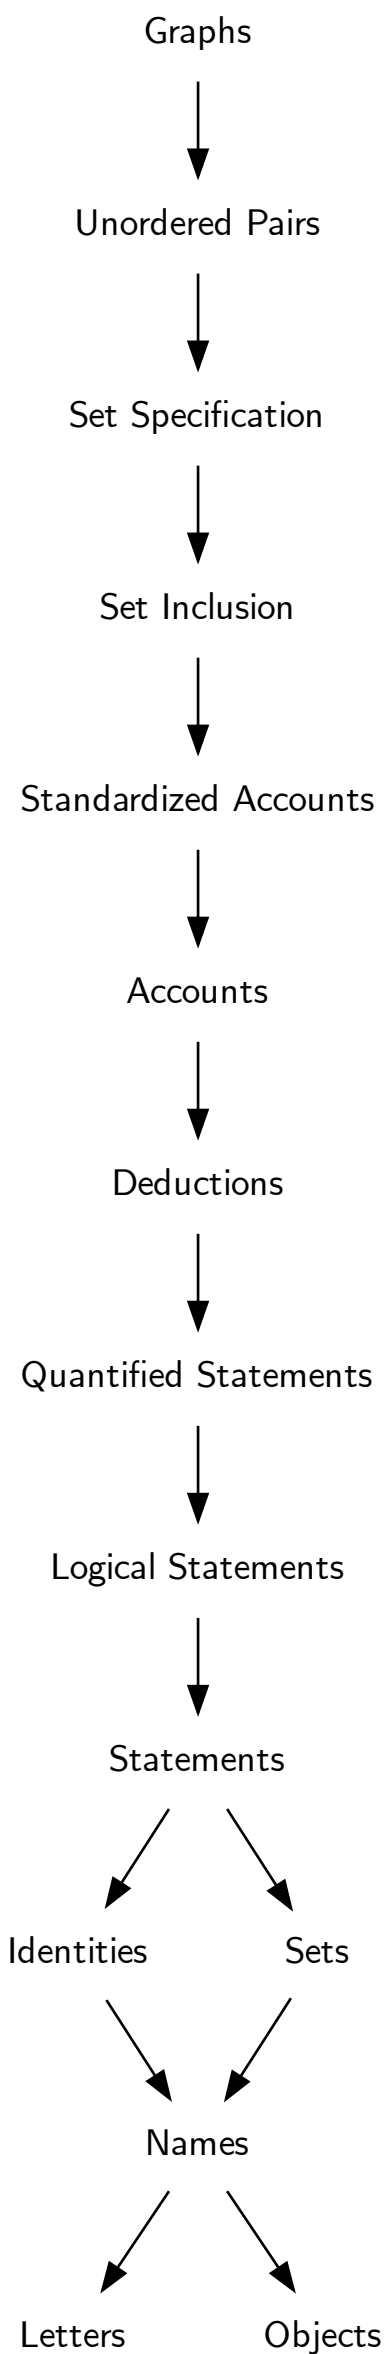 Graphs
Unordered Pairs
Set Specification
Set Inclusion
Standardized Accounts
Accounts
Deductions
Quantified Statements
Logical Statements
Statements
Identities Sets
Names
Letters Objects